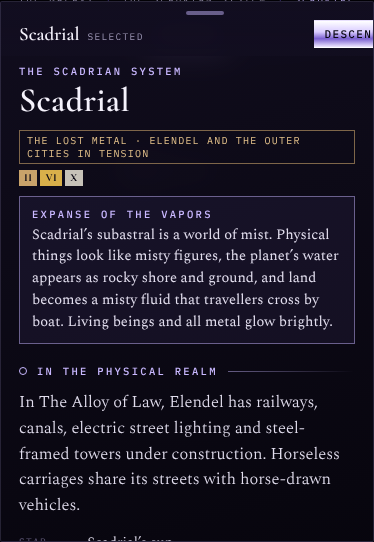 Scadrial SELECTED
DESCEN
THE SCADRIAN SYSTEM
Scadrial
THE LOST METAL · ELENDEL AND THE OUTER
CITIES IN TENSION
II VI X
EXPANSE OF THE VAPORS
Scadrial’s subastral is a world of mist. Physical
things look like misty figures, the planet’s water
appears as rocky shore and ground, and land
becomes a misty fluid that travellers cross by
boat. Living beings and all metal glow brightly.
IN THE PHYSICAL REALM
In The Alloy of Law, Elendel has railways,
canals, electric street lighting and steel-
framed towers under construction. Horseless
carriages share its streets with horse-drawn
vehicles.
STAR Scadrial’s sun